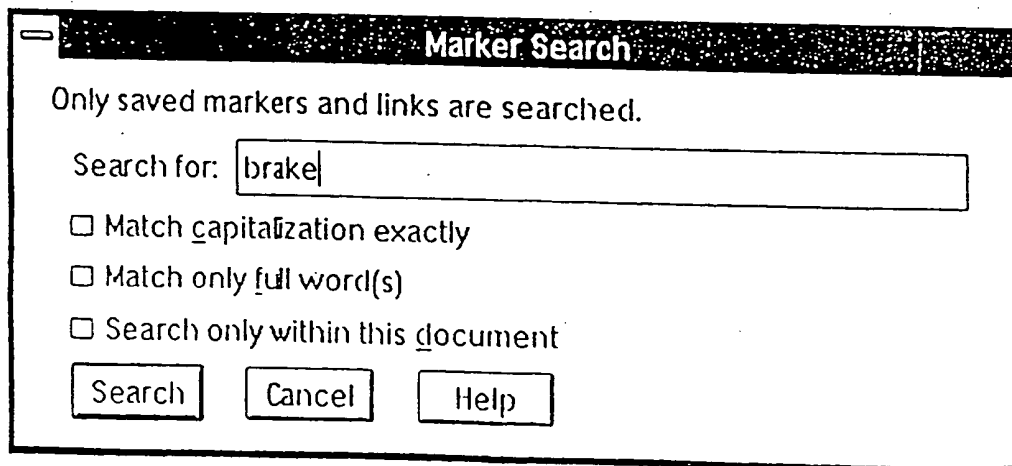 Marker Search
Only saved markers and links are searched.
Search for: brake
Match capitalization exactly
Match only full word(s)
Search only within this document
Search Cancel Help